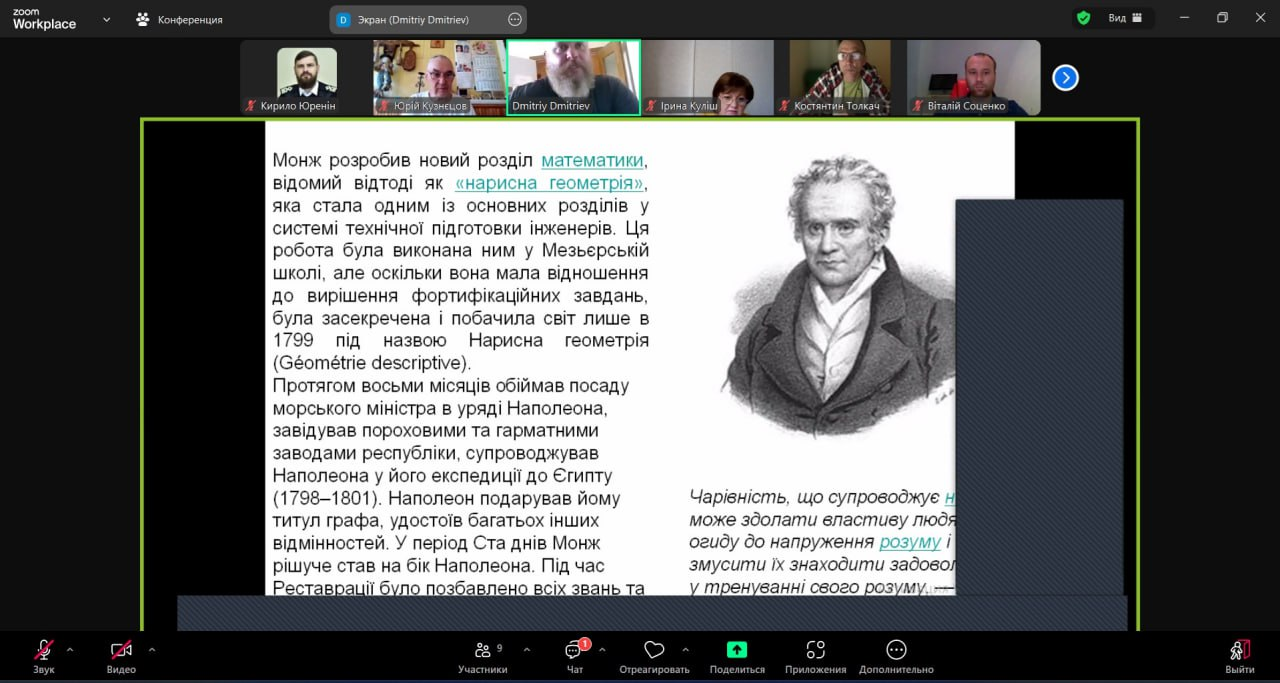 zoom
Workplace
Конференция
D
Экран (Dmitriy Dmitriev)
Вид
Кирило Юренін
Юрій Кузнєцов
Dmitriy Dmitriev
Ірина Куліш
Костянтин Толкач
Віталій Соценко
Монж розробив новий розділ математики,
відомий відтоді як «нарисна геометрія»,
яка стала одним із основних розділів у
системі технічної підготовки інженерів. Ця
робота була виконана ним у Мезьєрській
школі, але оскільки вона мала відношення
до вирішення фортифікаційних завдань,
була засекречена і побачила світ лише в
1799 під назвою Нарисна геометрія
(Géométrie descriptive).
Протягом восьми місяців обіймав посаду
морського міністра в уряді Наполеона,
завідував пороховими та гарматними
заводами республіки, супроводжував
Наполеона у його експедиції до Єгипту
(1798–1801). Наполеон подарував йому
титул графа, удостоїв багатьох інших
відмінностей. У період Ста днів Монж
рішуче став на бік Наполеона. Під час
Реставрації було позбавлено всіх звань та
Чарівність, що супроводжує н
може здолати властиву людя
огиду до напруження розуму і
змусити їх знаходити задовол
у тренуванні свого розуму, —
Звук
Видео
9
Участники
1
Чат
Отреагировать
Поделиться
Приложения
Дополнительно
Выйти